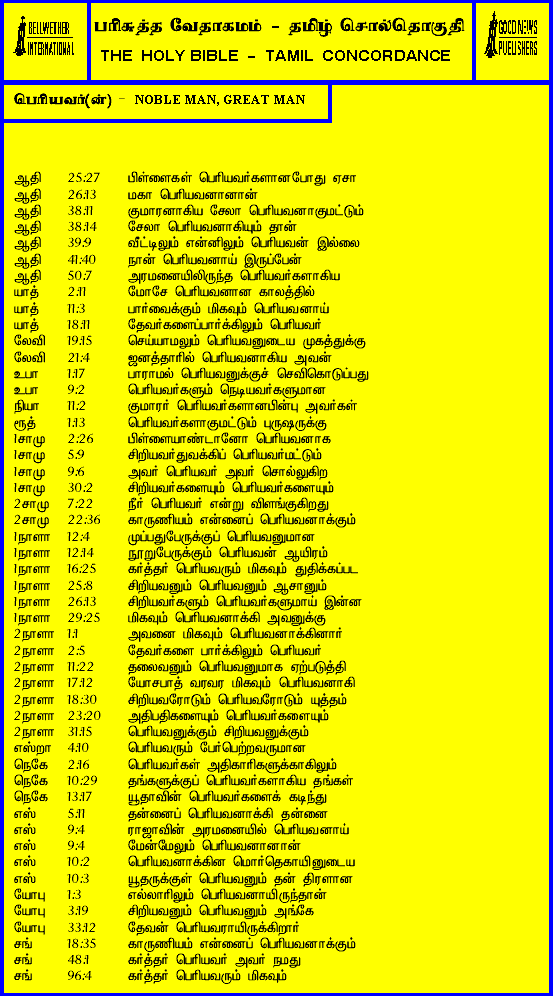 BELLWETHER
INTERNATIONAL
பரிசுத்த வேதாகமம் - தமிழ் சொல்தொகுதி
THE HOLY BIBLE - TAMIL CONCORDANCE
GOOD NEWS
PUBLISHERS
பெரியவர்(ன்) - NOBLE MAN, GREAT MAN
ஆதி 25:27 பிள்ளைகள் பெரியவர்களானபோது ஏசா
ஆதி 26:13 மகா பெரியவனானான்
ஆதி 38:11 குமாரனாகிய சேலா பெரியவனாகுமட்டும்
ஆதி 38:14 சேலா பெரியவனாகியும் தான்
ஆதி 39:9 வீட்டிலும் என்னிலும் பெரியவன் இல்லை
ஆதி 41:40 நான் பெரியவனாய் இருப்பேன்
ஆதி 50:7 அரமனையிலிருந்த பெரியவர்களாகிய
யாத் 2:11 மோசே பெரியவனான காலத்தில்
யாத் 11:3 பார்வைக்கும் மிகவும் பெரியவனாய்
யாத் 18:11 தேவர்களைப்பார்க்கிலும் பெரியவர்
லேவி 19:15 செய்யாமலும் பெரியவனுடைய முகத்துக்கு
லேவி 21:4 ஜனத்தாரில் பெரியவனாகிய அவன்
உபா 1:17 பாராமல் பெரியவனுக்குச் செவிகொடுப்பது
உபா 9:2 பெரியவர்களும் நெடியவர்களுமான
நியா 11:2 குமாரர் பெரியவர்களானபின்பு அவர்கள்
ரூத் 1:13 பெரியவர்களாகுமட்டும் புருஷருக்கு
1சாமு 2:26 பிள்ளையாண்டானோ பெரியவனாக
1சாமு 5:9 சிறியவர்துவக்கிப் பெரியவர்மட்டும்
1சாமு 9:6 அவர் பெரியவர் அவர் சொல்லுகிற
1சாமு 30:2 சிறியவர்களையும் பெரியவர்களையும்
2சாமு 7:22 நீர் பெரியவர் என்று விளங்குகிறது
2சாமு 22:36 காருணியம் என்னைப் பெரியவனாக்கும்
1நாளா 12:4 முப்பதுபேருக்குப் பெரியவனுமான
1நாளா 12:14 நூறுபேருக்கும் பெரியவன் ஆயிரம்
1நாளா 16:25 கர்த்தர் பெரியவரும் மிகவும் துதிக்கப்பட
1நாளா 25:8 சிறியவனும் பெரியவனும் ஆசானும்
1நாளா 26:13 சிறியவர்களும் பெரியவர்களுமாய் இன்ன
1நாளா 29:25 மிகவும் பெரியவனாக்கி அவனுக்கு
2நாளா 1:1 அவனை மிகவும் பெரியவனாக்கினார்
2நாளா 2:5 தேவர்களை பார்க்கிலும் பெரியவர்
2நாளா 11:22 தலைவனும் பெரியவனுமாக ஏற்படுத்தி
2நாளா 17:12 யோசபாத் வரவர மிகவும் பெரியவனாகி
2நாளா 18:30 சிறியவரோடும் பெரியவரோடும் யுத்தம்
2நாளா 23:20 அதிபதிகளையும் பெரியவர்களையும்
2நாளா 31:15 பெரியவனுக்கும் சிறியவனுக்கும்
எஸ்றா 4:10 பெரியவரும் பேர்பெற்றவருமான
நெகே 2:16 பெரியவர்கள் அதிகாரிகளுக்காகிலும்
நெகே 10:29 தங்களுக்குப் பெரியவர்களாகிய தங்கள்
நெகே 13:17 யூதாவின் பெரியவர்களைக் கடிந்து
எஸ் 5:11 தன்னைப் பெரியவனாக்கி தன்னை
எஸ் 9:4 ராஜாவின் அரமனையில் பெரியவனாய்
எஸ் 9:4 மேன்மேலும் பெரியவனானான்
எஸ் 10:2 பெரியவனாக்கின மொர்தெகாயினுடைய
எஸ் 10:3 யூதருக்குள் பெரியவனும் தன் திரளான
யோபு 1:3 எல்லாரிலும் பெரியவனாயிருந்தான்
யோபு 3:19 சிறியவனும் பெரியவனும் அங்கே
யோபு 33:12 தேவன் பெரியவராயிருக்கிறார்
சங் 18:35 காருணியம் என்னைப் பெரியவனாக்கும்
சங் 48:1 கர்த்தர் பெரியவர் அவர் நமது
சங் 96:4 கர்த்தர் பெரியவரும் மிகவும்